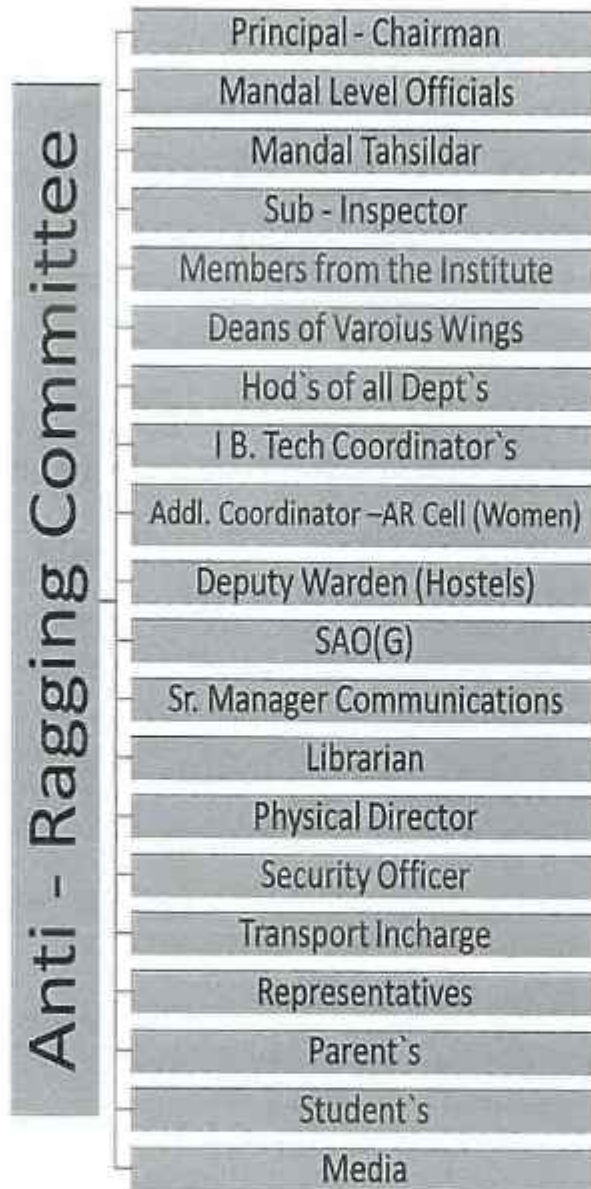 Anti - Ragging Committee
Principal - Chairman
Mandal Level Officials
Mandal Tahsildar
Sub - Inspector
Members from the Institute
Deans of Varoius Wings
Hod`s of all Dept`s
I B. Tech Coordinator`s
Addl. Coordinator –AR Cell (Women)
Deputy Warden (Hostels)
SAO(G)
Sr. Manager Communications
Librarian
Physical Director
Security Officer
Transport Incharge
Representatives
Parent`s
Student`s
Media